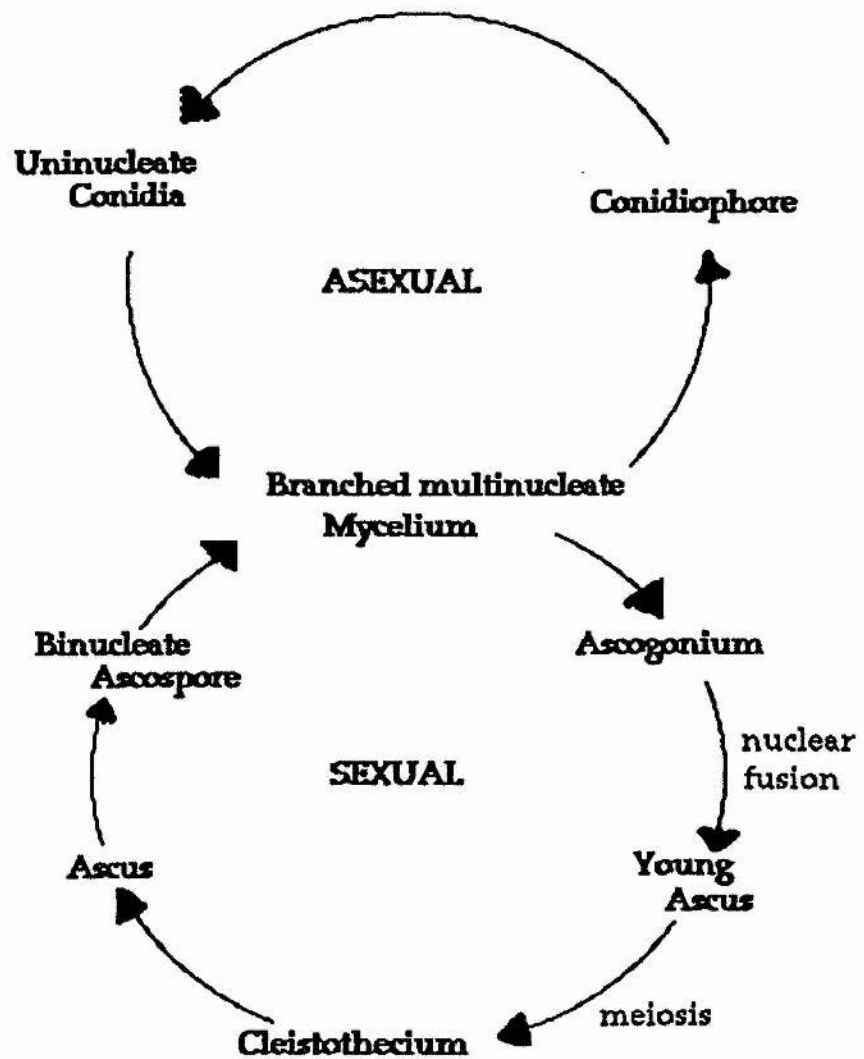 Uninucleate
Conidia
Conidiophore
ASEXUAL
Branched multinucleate
Mycelium
Binucleate
Ascospore
Ascogonium
nuclear
fusion
SEXUAL
Ascus
Young
Ascus
meiosis
Cleistothecium